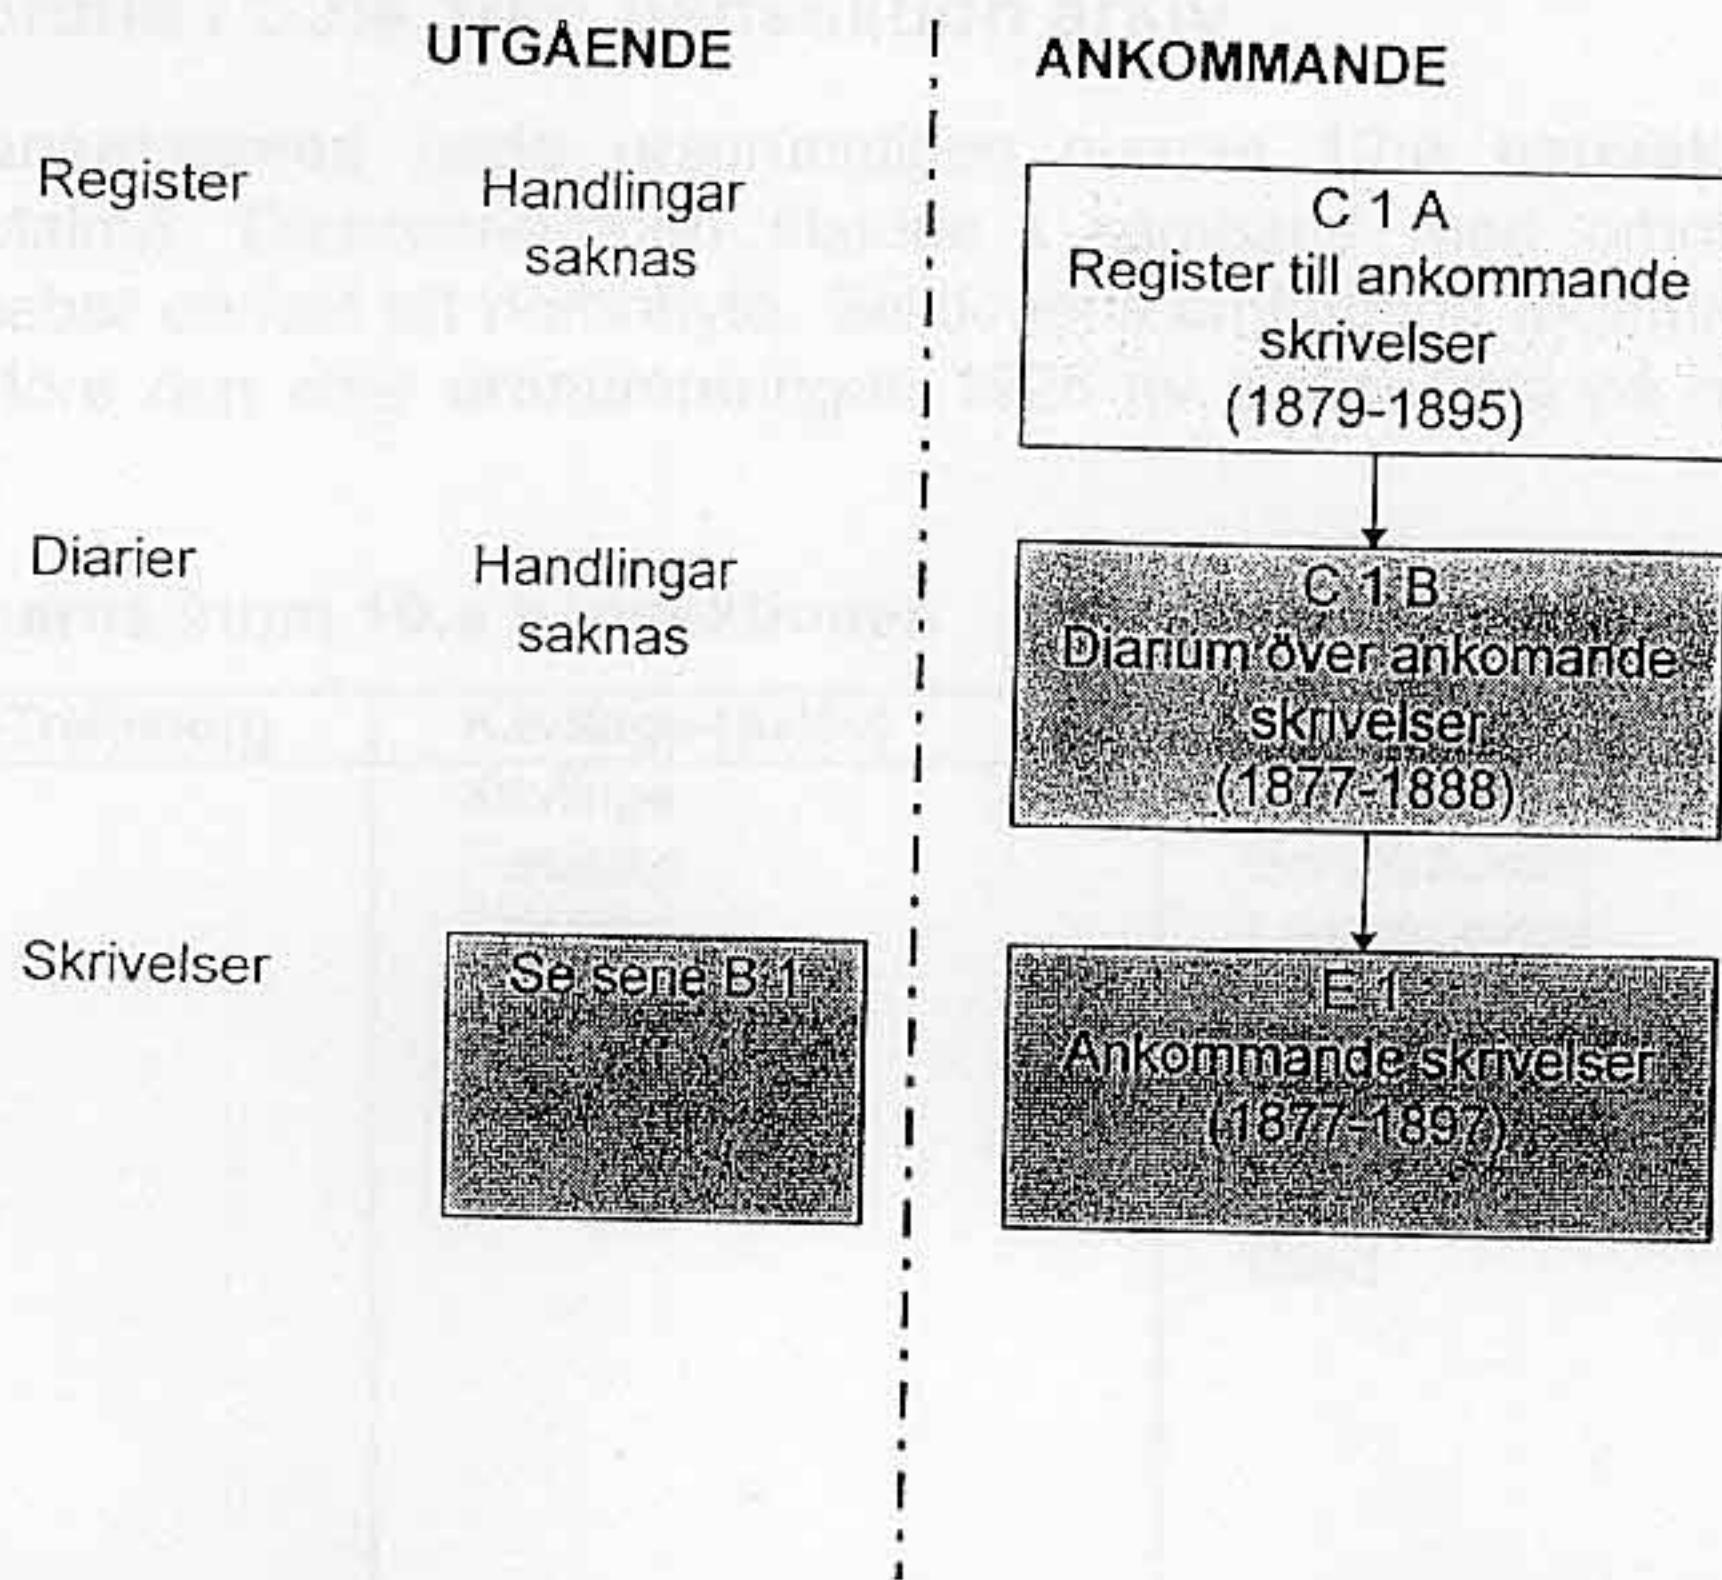 UTGÅENDE
ANKOMMANDE
Register
Handlingar
saknas
C 1 A
Register till ankommande
skrivelser
(1879-1895)
Diarier
Handlingar
saknas
C 1 B
Diarium över ankomande
skrivelser
(1877-1888)
Skrivelser
Se serie B 1
E 1
Ankommande skrivelser
(1877-1897)